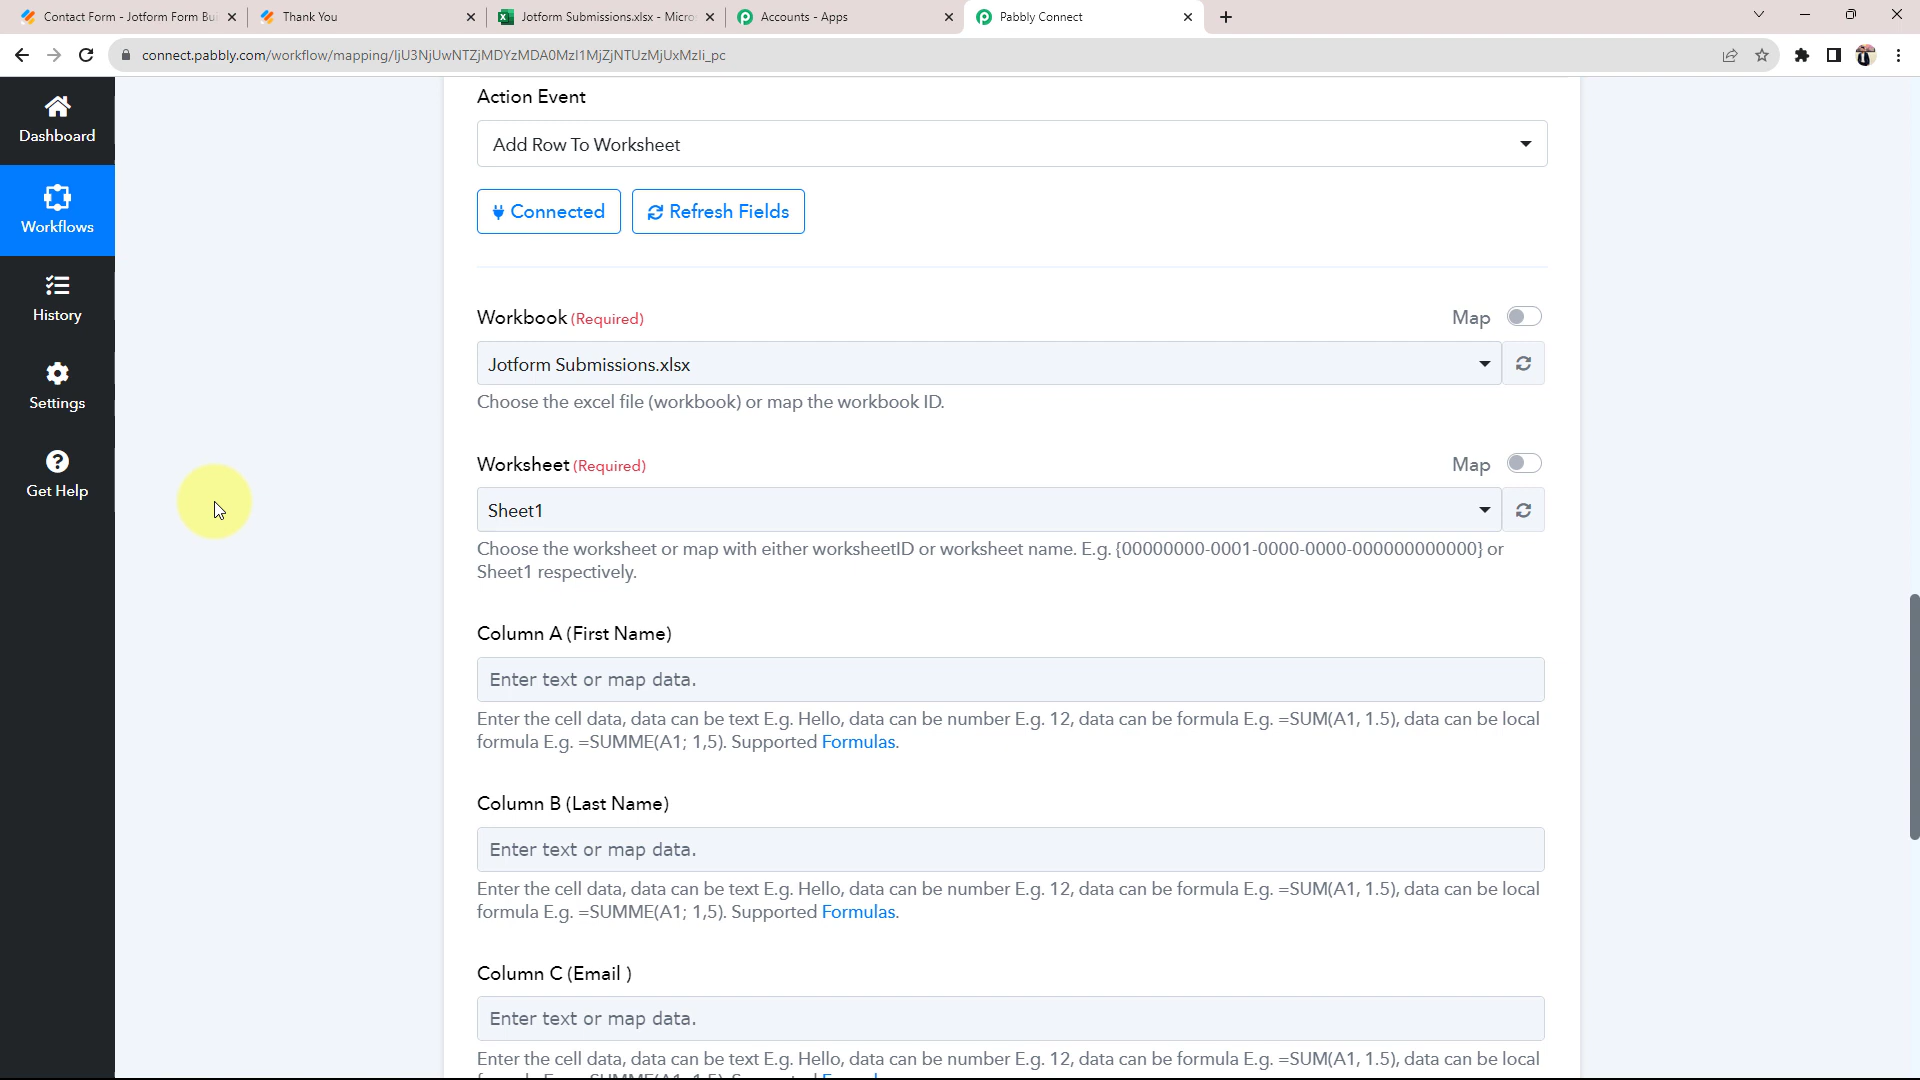 Contact Form - Jotform Form Bu
Thank You
Jotform Submissions.xlsx - Micro
Accounts - Apps
Pabbly Connect
connect.pabbly.com/workflow/mapping/
Dashboard
Workflows
History
Settings
Get Help
Action Event
Add Row To Worksheet
Connected
Refresh Fields
Workbook (Required)
Map
Jotform Submissions.xlsx
Choose the excel file (workbook) or map the workbook ID.
Worksheet (Required)
Map
Sheet1
Choose the worksheet or map with either worksheetID or worksheet name. E.g. {00000000-0001-0000-0000-000000000000} or
Sheet1 respectively.
Column A (First Name)
Enter text or map data.
Enter the cell data, data can be text E.g. Hello, data can be number E.g. 12, data can be formula E.g. =SUM(A1, 1.5), data can be local
formula E.g. =SUMME(A1; 1,5). Supported Formulas.
Column B (Last Name)
Enter text or map data.
Enter the cell data, data can be text E.g. Hello, data can be number E.g. 12, data can be formula E.g. =SUM(A1, 1.5), data can be local
formula E.g. =SUMME(A1; 1,5). Supported Formulas.
Column C (Email )
Enter text or map data.
Enter the cell data, data can be text E.g. Hello, data can be number E.g. 12, data can be formula E.g. =SUM(A1, 1.5), data can be local